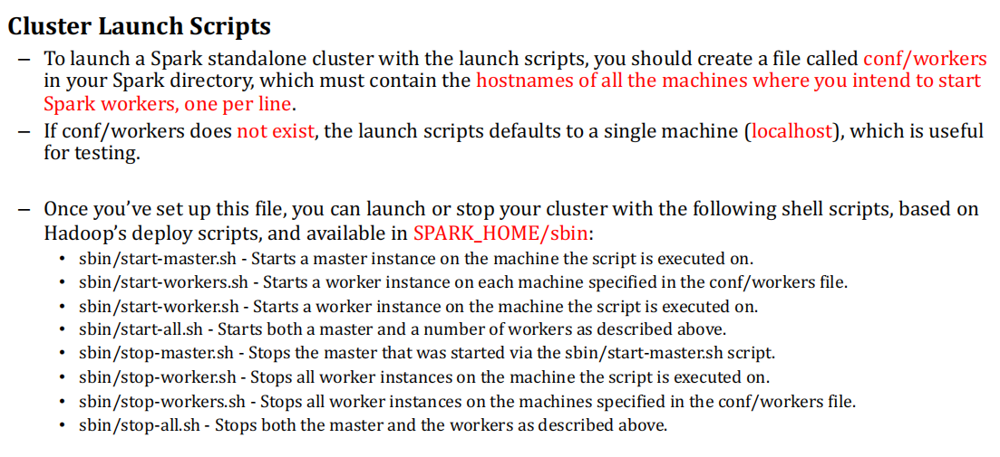 Cluster Launch Scripts
– To launch a Spark standalone cluster with the launch scripts, you should create a file called conf/workers
in your Spark directory, which must contain the hostnames of all the machines where you intend to start
Spark workers, one per line.
– If conf/workers does not exist, the launch scripts defaults to a single machine (localhost), which is useful
for testing.
– Once you’ve set up this file, you can launch or stop your cluster with the following shell scripts, based on
Hadoop’s deploy scripts, and available in SPARK_HOME/sbin:
• sbin/start-master.sh - Starts a master instance on the machine the script is executed on.
• sbin/start-workers.sh - Starts a worker instance on each machine specified in the conf/workers file.
• sbin/start-worker.sh - Starts a worker instance on the machine the script is executed on.
• sbin/start-all.sh - Starts both a master and a number of workers as described above.
• sbin/stop-master.sh - Stops the master that was started via the sbin/start-master.sh script.
• sbin/stop-worker.sh - Stops all worker instances on the machine the script is executed on.
• sbin/stop-workers.sh - Stops all worker instances on the machines specified in the conf/workers file.
• sbin/stop-all.sh - Stops both the master and the workers as described above.